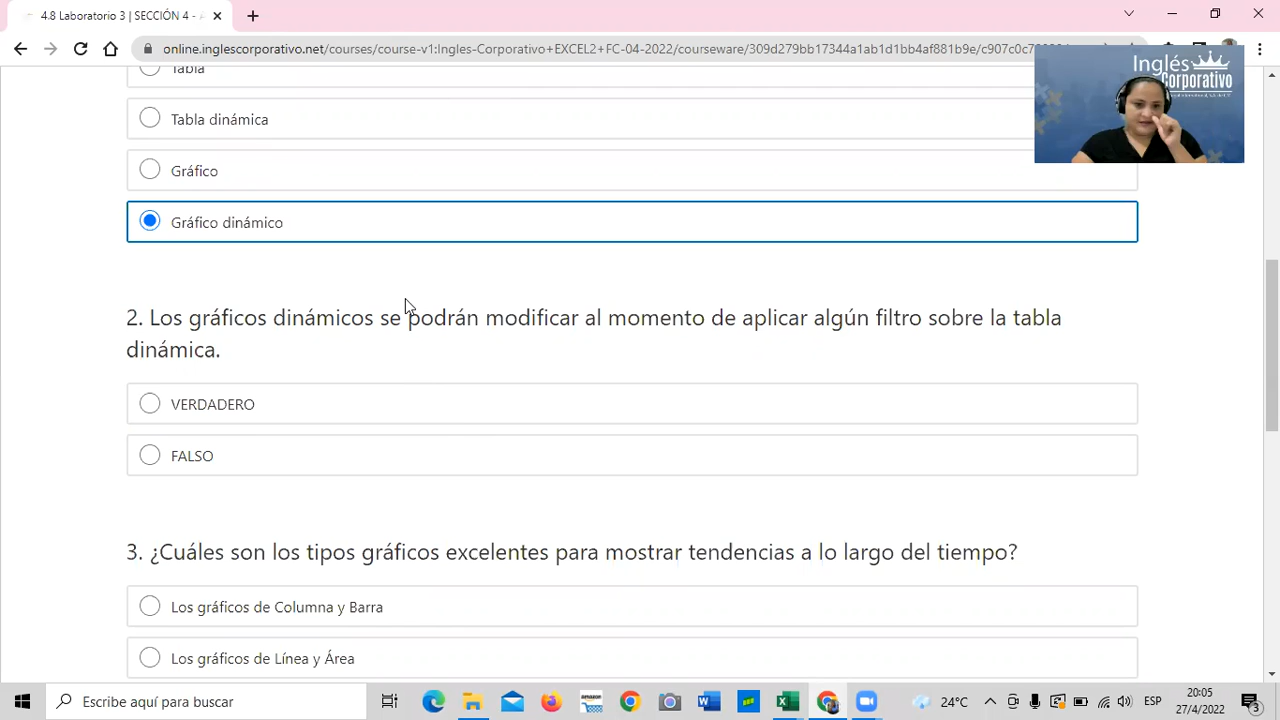 4.8 Laboratorio 3 | SECCIÓN 4 -
online.inglescorporativo.net/courses/course-v1:Ingles-Corporativo+EXCEL2+FC-04-2022/courseware/309d279bb17344a1ab1d1bb4af881b9e/c907c0c7
Inglés
Corporativo
Tabla
Tabla dinámica
Gráfico
Gráfico dinámico
2. Los gráficos dinámicos se podrán modificar al momento de aplicar algún filtro sobre la tabla
dinámica.
VERDADERO
FALSO
3. ¿Cuáles son los tipos gráficos excelentes para mostrar tendencias a lo largo del tiempo?
Los gráficos de Columna y Barra
Los gráficos de Línea y Área
Escribe aquí para buscar
amazon
24°C
ESP
20:05
27/4/2022
3